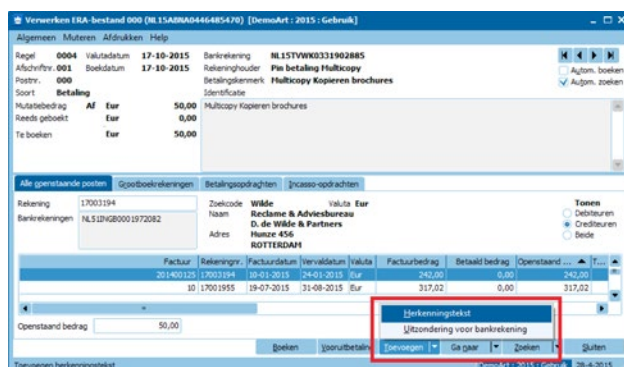 Verwerken ERA-bestand 000 (NL15ABNA0446485470) [DemoArt : 2015 : Gebruik]
Algemeen Muteren Afdrukken Help
Regel 0004 Valutadatum 17-10-2015 Bankrekening NL15TVWK0331902885
Afschriftnr. 001 Boekdatum 17-10-2015 Rekeninghouder Pin betaling Multicopy Autom. boeken
Postnr. 000 Betalingskenmerk Multicopy Kopieren brochures Autom. zoeken
Soort Betaling Identificatie
Mutatiebedrag Af Eur 50,00 Multicopy Kopieren brochures
Reeds geboekt Eur 0,00
Te boeken Eur 50,00
Alle openstaande posten Grootboekrekeningen Betalingsopdrachten Incasso-opdrachten
Rekening 17003194 Zoekcode Wilde Valuta Eur Tonen
Bankrekeningen NL51INGB0001972082 Naam Reclame & Adviesbureau Debiteuren
D. de Wilde & Partners Crediteuren
Adres Hunze 456 Beide
ROTTERDAM
Factuur Rekeningnr. Factuurdatum Vervaldatum Valuta Factuurbedrag Betaald bedrag Openstaand ... T...
201400125 17003194 10-01-2015 24-01-2015 Eur 242,00 0,00 242,00
10 17001955 19-07-2015 31-08-2015 Eur 317,02 0,00 317,02
Herkenningstekst
Openstaand bedrag 50,00 Uitzondering voor bankrekening
Boeken Vooruitbetaling Toevoegen Ga naar Zoeken Sluiten
Toevoegen herkenningstekst 28-4-2015